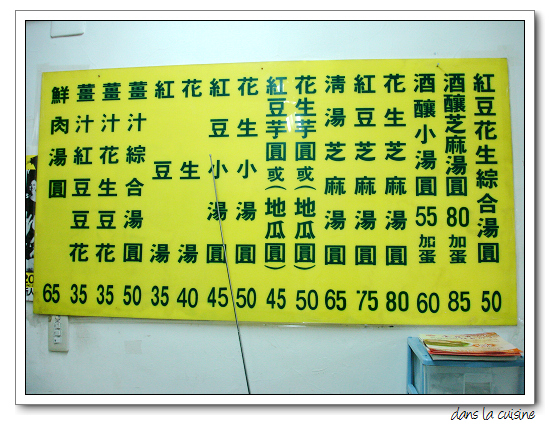 紅豆花生綜合湯圓 50
酒釀芝麻湯圓 80 加蛋 85
酒釀小湯圓 55 加蛋 60
花生芝麻湯圓 80
紅豆芝麻湯圓 75
清湯芝麻湯圓 65
花生芋圓或(地瓜圓) 50
紅豆芋圓或(地瓜圓) 45
花生小湯圓 50
紅豆小湯圓 45
花生湯 40
紅豆湯 35
薑汁綜合湯圓 50
薑汁花生豆花 35
薑汁紅豆豆花 35
鮮肉湯圓 65
dans la cuisine